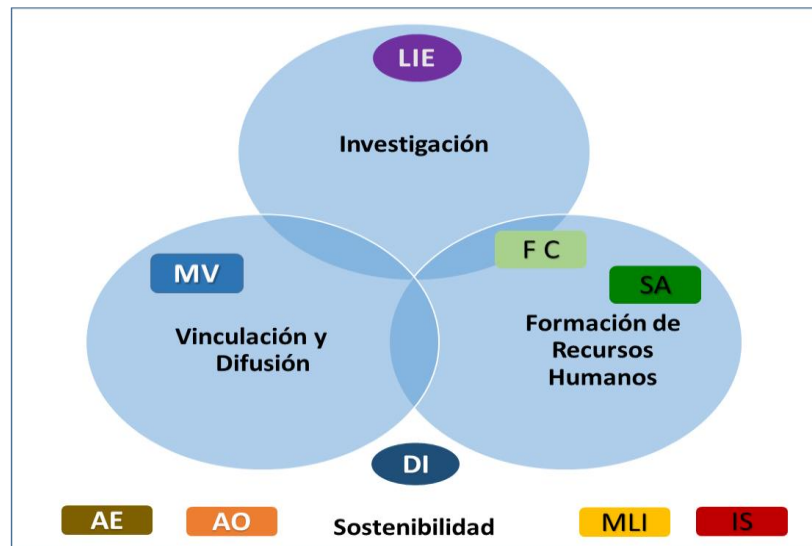 LIE
Investigación
F C
MV
SA
Vinculación y
Difusión
Formación de
Recursos
Humanos
DI
AE
AO
Sostenibilidad
MLI
IS